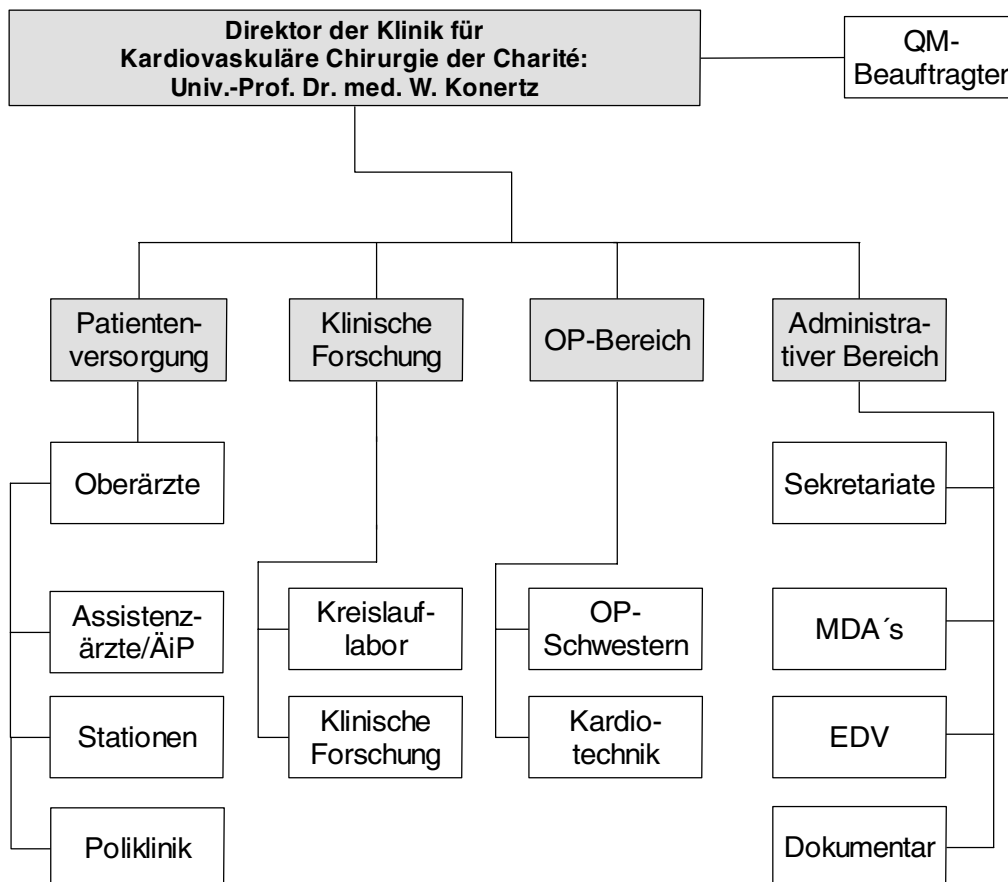 Direktor der Klinik für
Kardiovaskuläre Chirurgie der Charité:
Univ.-Prof. Dr. med. W. Konertz
QM-
Beauftragter
Patienten-
versorgung
Klinische
Forschung
OP-Bereich
Administra-
tiver Bereich
Oberärzte
Sekretariate
Assistenz-
ärzte/ÄiP
Kreislauf-
labor
OP-
Schwestern
MDA´s
Stationen
Klinische
Forschung
Kardio-
technik
EDV
Poliklinik
Dokumentar